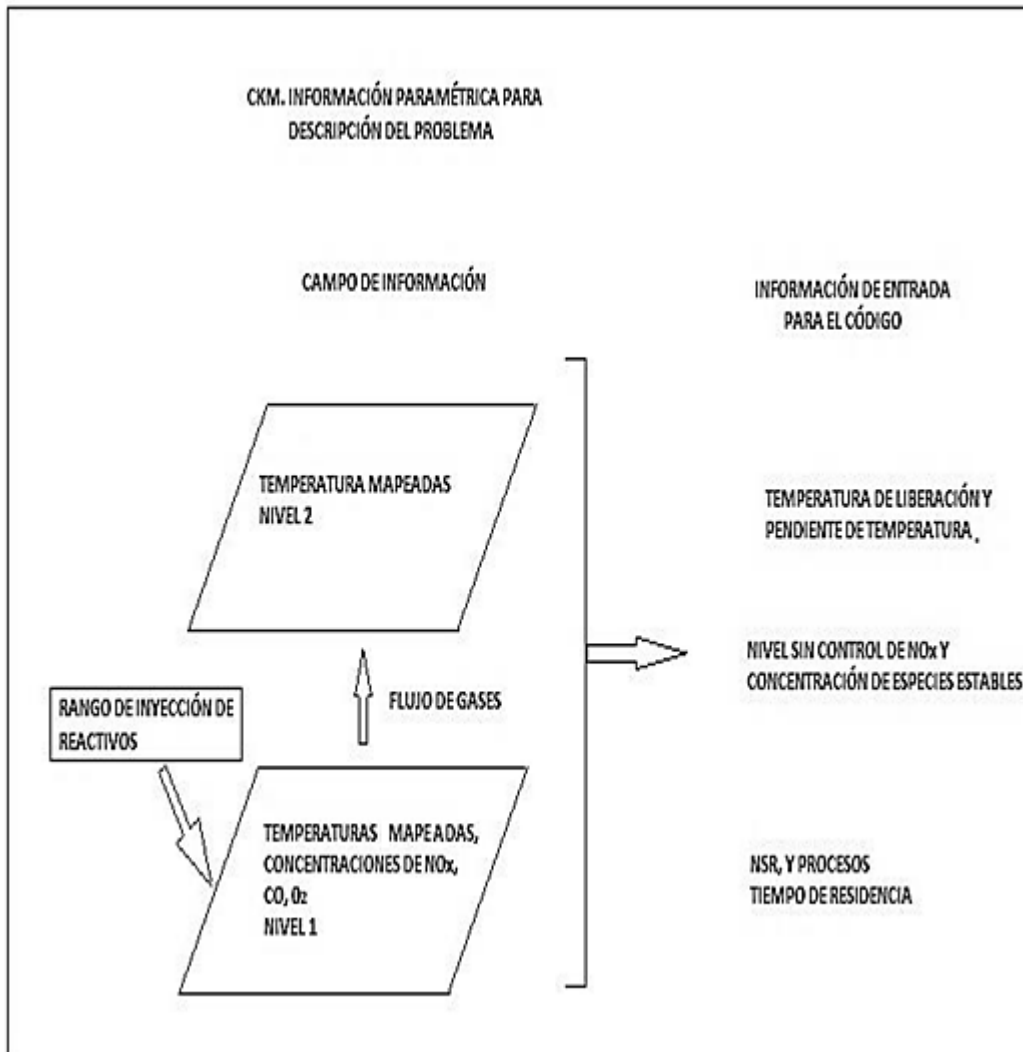 CKM. INFORMACIÓN PARAMÉTRICA PARA
DESCRIPCIÓN DEL PROBLEMA
CAMPO DE INFORMACIÓN
INFORMACIÓN DE ENTRADA
PARA EL CÓDIGO
TEMPERATURA MAPEADAS
NIVEL 2
TEMPERATURA DE LIBERACIÓN Y
PENDIENTE DE TEMPERATURA .
NIVEL SIN CONTROL DE NOx Y
CONCENTRACIÓN DE ESPECIES ESTABLES
FLUJO DE GASES
RANGO DE INYECCIÓN DE
REACTIVOS
TEMPERATURAS MAPEADAS,
CONCENTRACIONES DE NOx,
CO, O2
NIVEL 1
NSR, Y PROCESOS
TIEMPO DE RESIDENCIA